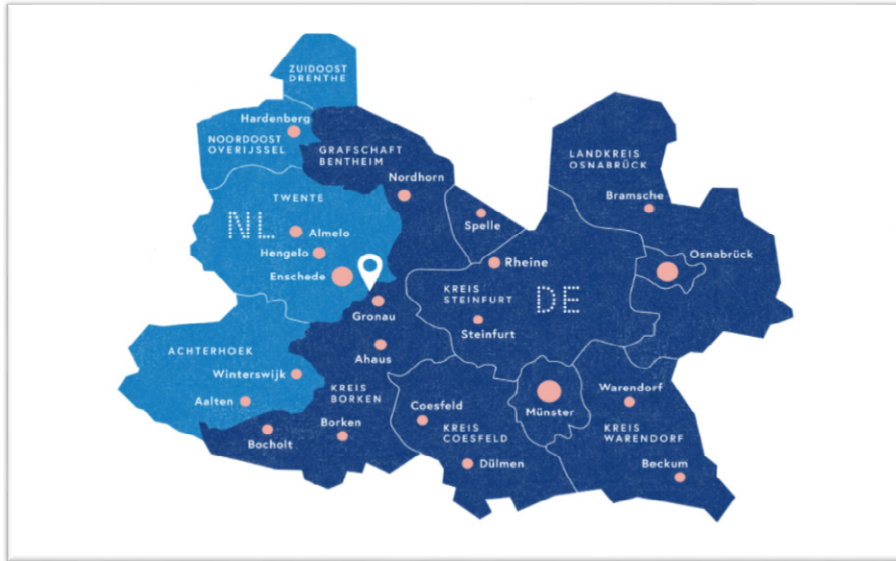 ZUIDOOST
DRENTHE
Hardenberg
NOORDOOST
OVERIJSSEL
GRAFSCHAFT
BENTHEIM
LANDKREIS
OSNABRÜCK
Nordhorn
TWENTE
Bramsche
Spelle
NL
Almelo
Hengelo
Osnabrück
Rheine
Enschede
KREIS
STEINFURT
DE
Gronau
Steinfurt
ACHTERHOEK
Ahaus
Winterswijk
KREIS
BORKEN
Warendorf
Aalten
Coesfeld
Münster
Borken
KREIS
COESFELD
KREIS
WARENDORF
Bocholt
Dülmen
Beckum